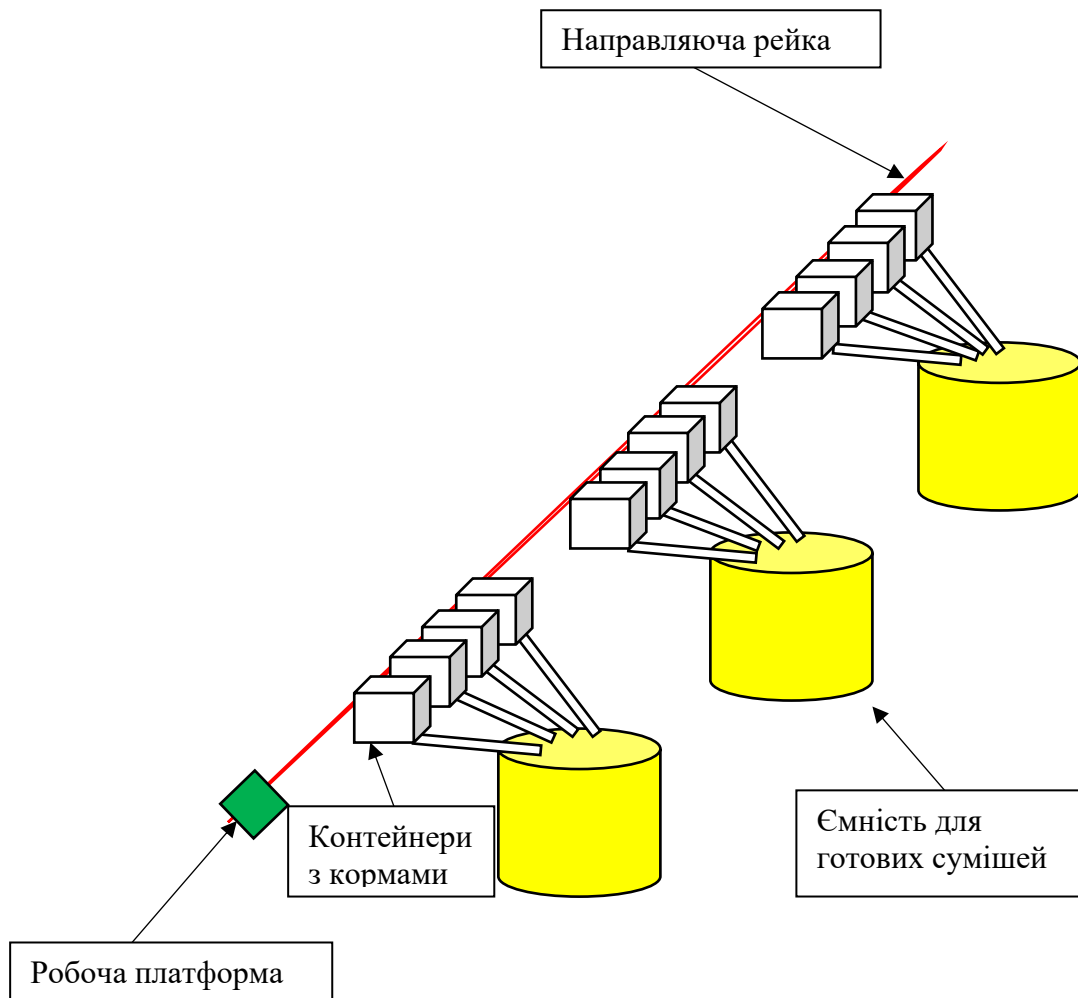 Направляюча рейка
Контейнери
з кормами
Ємність для
готових сумішей
Робоча платформа